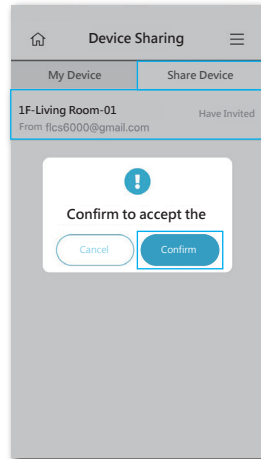 Device Sharing
My Device
Share Device
1F-Living Room-01
Have Invited
From flcs6000@gmail.com
!
Confirm to accept the
Cancel
Confirm